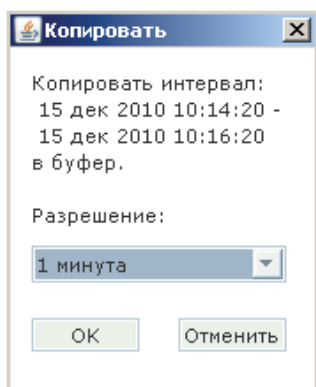 Копировать
Копировать интервал:
15 дек 2010 10:14:20 -
15 дек 2010 10:16:20
в буфер.
Разрешение:
1 минута
OK
Отменить